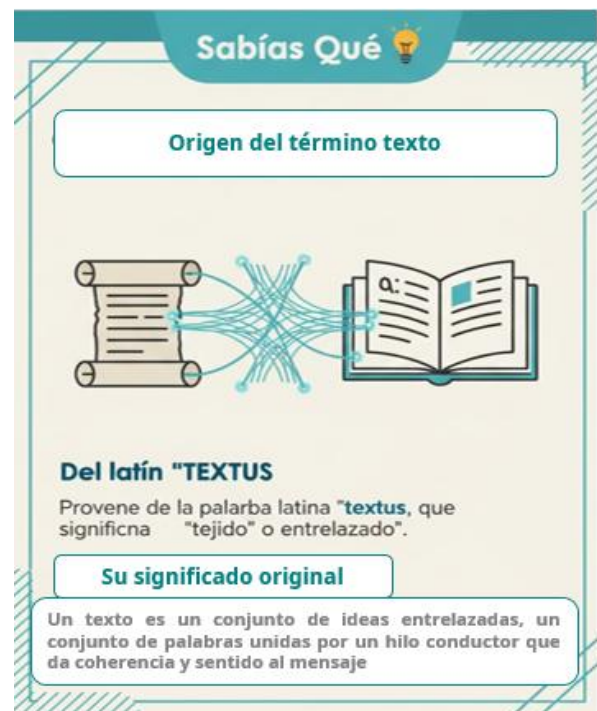 Sabías Qué
Origen del término texto
a:
Del latín "TEXTUS
Provene de la palarba latina "textus, que
significna "tejido" o entrelazado".
Su significado original
Un texto es un conjunto de ideas entrelazadas, un
conjunto de palabras unidas por un hilo conductor que
da coherencia y sentido al mensaje